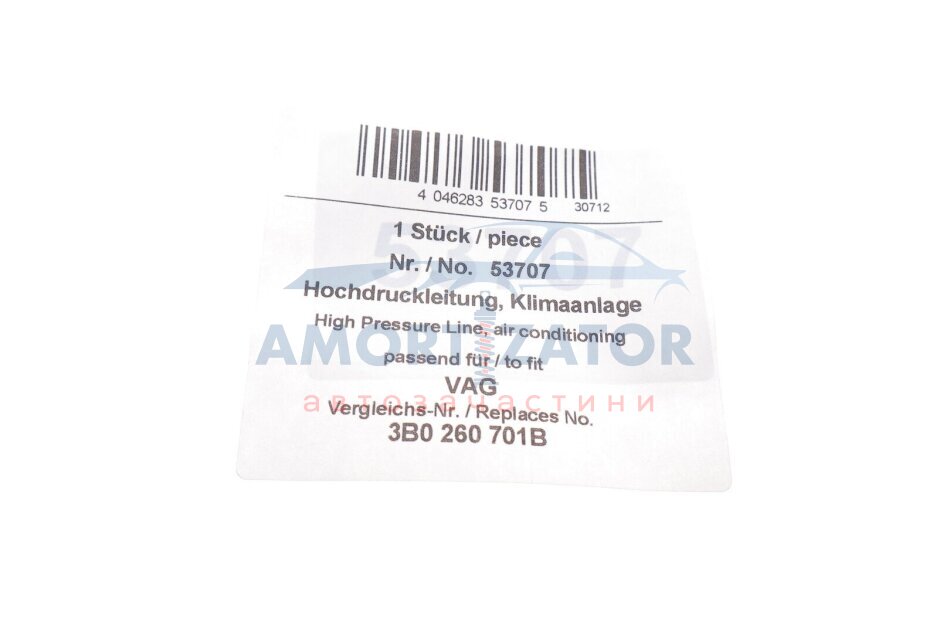 4 046283 53707 5 30712
1 Stück / piece
53707
Nr. / No. 53707
Hochdruckleitung, Klimaanlage
High Pressure Line, air conditioning
AMORTIZATOR
passend für / to fit
VAG
автозапчастини
Vergleichs-Nr. / Replaces No.
3B0 260 701B